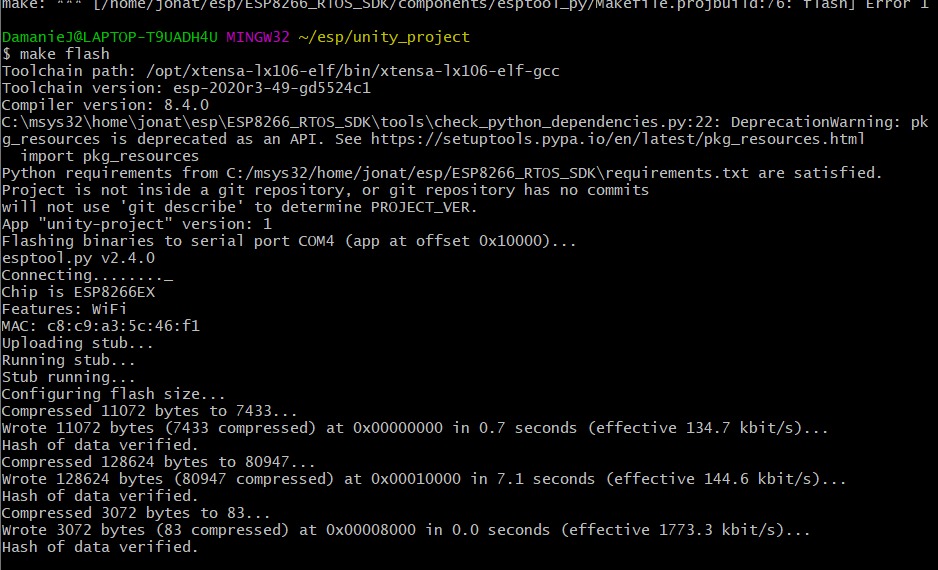 make: *** [/home/jonat/esp/ESP8266_RTOS_SDK/components/esptool_py/Makefile.projbuild:76: flash] Error 1
DamanieJ@LAPTOP-T9UADH4U MINGW32 ~/esp/unity_project
$ make flash
Toolchain path: /opt/xtensa-lx106-elf/bin/xtensa-lx106-elf-gcc
Toolchain version: esp-2020r3-49-gd5524c1
Compiler version: 8.4.0
C:\msys32\home\jonat\esp\ESP8266_RTOS_SDK\tools\check_python_dependencies.py:22: DeprecationWarning: pk
g_resources is deprecated as an API. See https://setuptools.pypa.io/en/latest/pkg_resources.html
  import pkg_resources
Python requirements from C:/msys32/home/jonat/esp/ESP8266_RTOS_SDK\requirements.txt are satisfied.
Project is not inside a git repository, or git repository has no commits
will not use 'git describe' to determine PROJECT_VER.
App "unity-project" version: 1
Flashing binaries to serial port COM4 (app at offset 0x10000)...
esptool.py v2.4.0
Connecting........_
Chip is ESP8266EX
Features: WiFi
MAC: c8:c9:a3:5c:46:f1
Uploading stub...
Running stub...
Stub running...
Configuring flash size...
Compressed 11072 bytes to 7433...
Wrote 11072 bytes (7433 compressed) at 0x00000000 in 0.7 seconds (effective 134.7 kbit/s)...
Hash of data verified.
Compressed 128624 bytes to 80947...
Wrote 128624 bytes (80947 compressed) at 0x00010000 in 7.1 seconds (effective 144.6 kbit/s)...
Hash of data verified.
Compressed 3072 bytes to 83...
Wrote 3072 bytes (83 compressed) at 0x00008000 in 0.0 seconds (effective 1773.3 kbit/s)...
Hash of data verified.